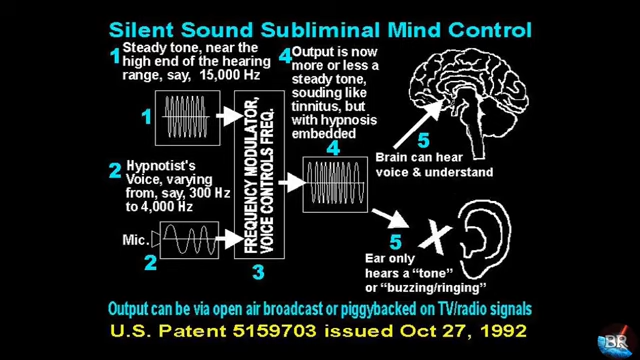 Silent Sound Subliminal Mind Control
1 Steady tone, near the
high end of the hearing
range, say, 15,000 Hz
1
2 Hypnotist's
Voice, varying
from, say, 300 Hz
to 4,000 Hz
Mic.
2
FREQUENCY MODULATOR,
VOICE CONTROLS FREQ.
3
4 Output is now
more or less a
steady tone,
souding like
tinnitus, but
with hypnosis
embedded
4
5
Brain can hear
voice & understand
5
X
Ear only
hears a “tone”
or “buzzing/ringing”
Output can be via open air broadcast or piggybacked on TV/radio signals
U.S. Patent 5159703 issued Oct 27, 1992
BR